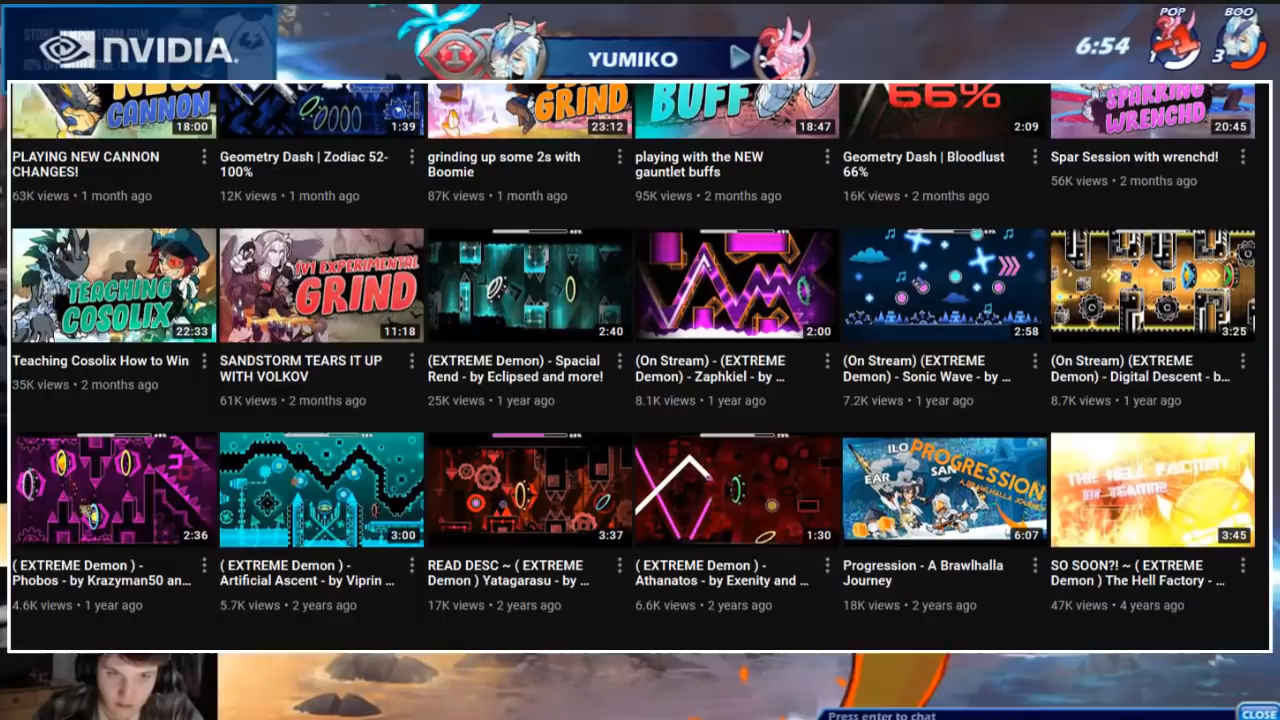 NVIDIA.
YUMIKO
6:54
POP
1
BOO
3
NEW
CANNON
18:00
1:39
GRIND
23:12
BUFF
18:47
66%
2:09
SPARRING
WRENCHD
20:45
PLAYING NEW CANNON
CHANGES!
63K views • 1 month ago
Geometry Dash | Zodiac 52-
100%
12K views • 1 month ago
grinding up some 2s with
Boomie
87K views • 1 month ago
playing with the NEW
gauntlet buffs
95K views • 2 months ago
Geometry Dash | Bloodlust
66%
16K views • 2 months ago
Spar Session with wrenchd!
56K views • 2 months ago
TEACHING
COSOLIX
22:33
1V1 EXPERIMENTAL
GRIND
11:18
2:40
2:00
2:58
3:25
Teaching Cosolix How to Win
35K views • 2 months ago
SANDSTORM TEARS IT UP
WITH VOLKOV
61K views • 2 months ago
(EXTREME Demon) - Spacial
Rend - by Eclipsed and more!
25K views • 1 year ago
(On Stream) - (EXTREME
Demon) - Zaphkiel - by ...
8.1K views • 1 year ago
(On Stream) (EXTREME
Demon) - Sonic Wave - by ...
7.2K views • 1 year ago
(On Stream) (EXTREME
Demon) - Digital Descent - b...
8.7K views • 1 year ago
2:36
3:00
3:37
1:30
ILO
EAR
SAN
PROGRESSION
A BRAWLHALLA JOURNEY
6:07
THE HELL FACTORY
BY TEAMN2
3:45
( EXTREME Demon ) -
Phobos - by Krazyman50 an...
4.6K views • 1 year ago
( EXTREME Demon ) -
Artificial Ascent - by Viprin ...
5.7K views • 2 years ago
READ DESC ~ ( EXTREME
Demon ) Yatagarasu - by ...
17K views • 2 years ago
( EXTREME Demon ) -
Athanatos - by Exenity and ...
6.6K views • 2 years ago
Progression - A Brawlhalla
Journey
18K views • 2 years ago
SO SOON?! ~ ( EXTREME
Demon ) The Hell Factory - ...
47K views • 4 years ago
Press enter to chat
CLOSE